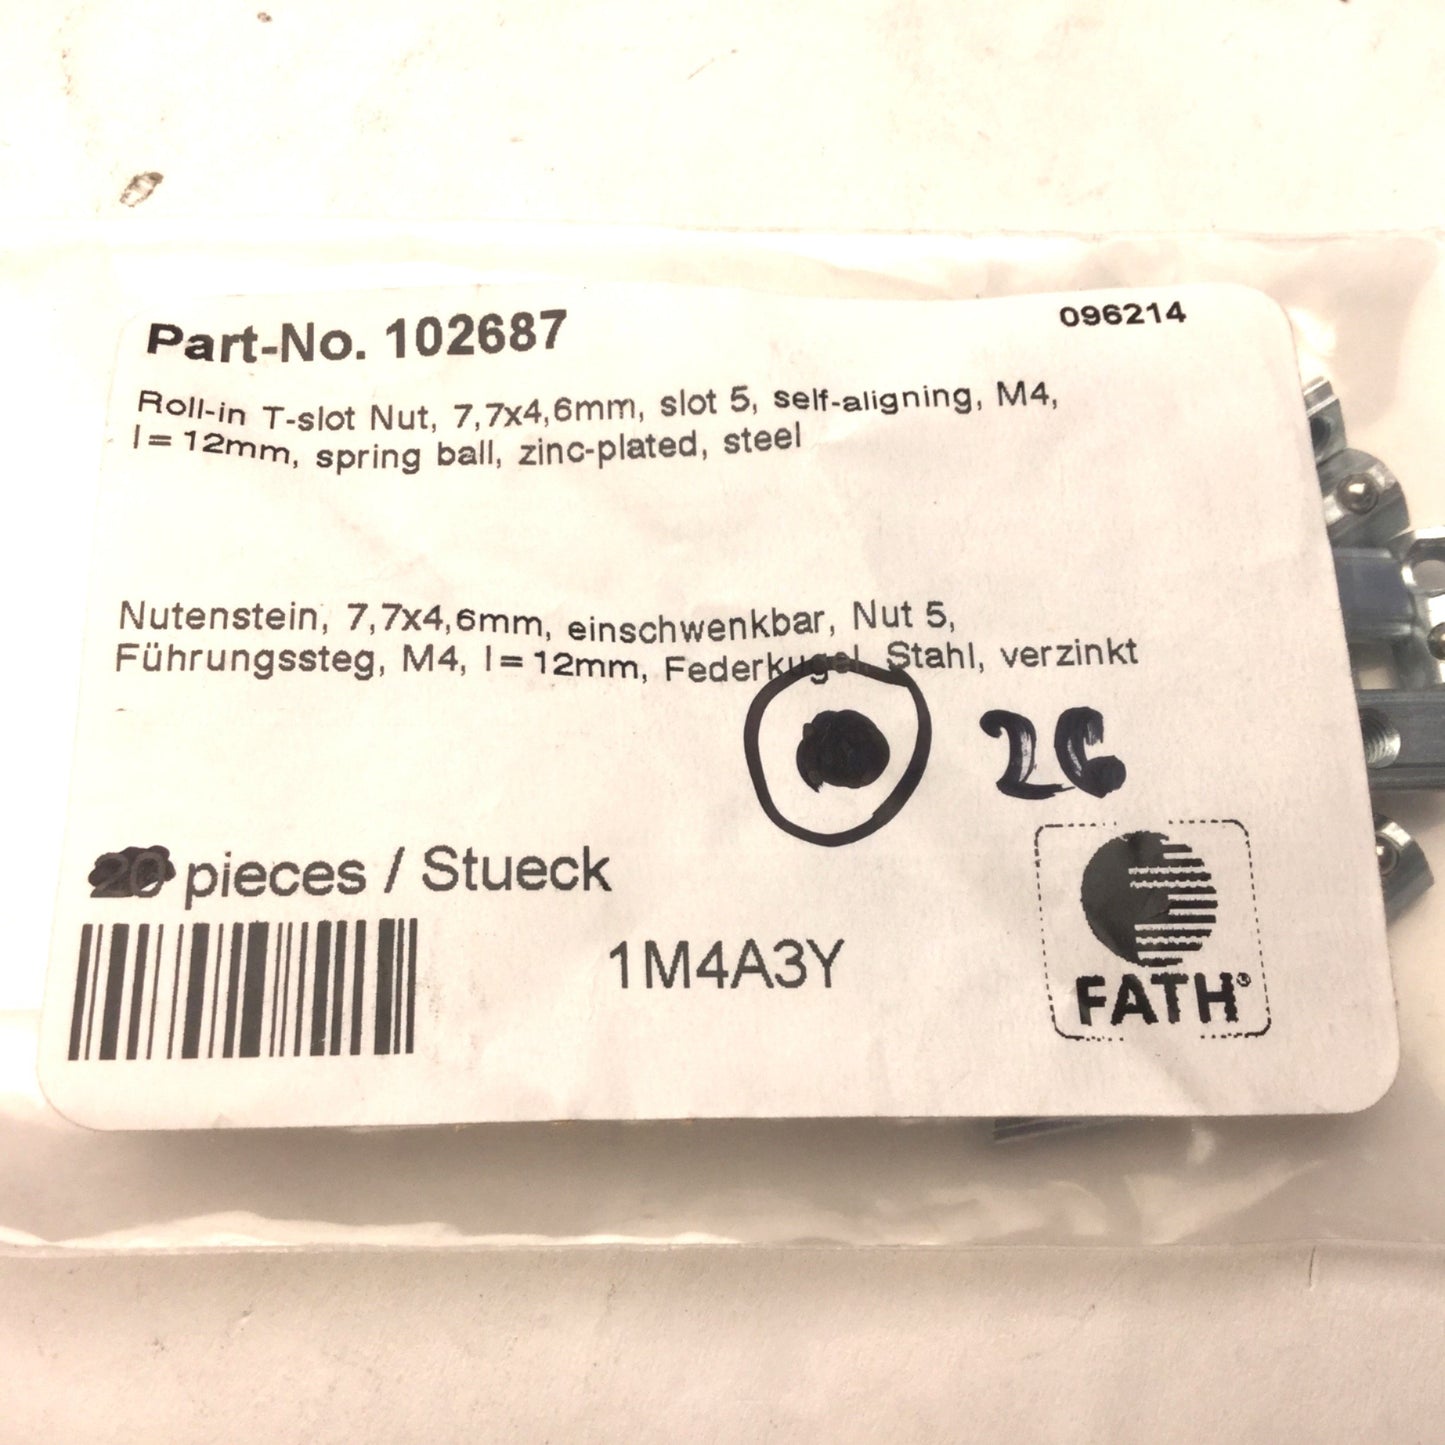 Part-No. 102687
096214
Roll-in T-slot Nut, 7,7x4,6mm, slot 5, self-aligning, M4,
l=12mm, spring ball, zinc-plated, steel
Nutenstein, 7,7x4,6mm, einschwenkbar, Nut 5,
Führungssteg, M4, l=12mm, Federkugel, Stahl, verzinkt
26
20 pieces / Stueck
1M4A3Y
FATH®